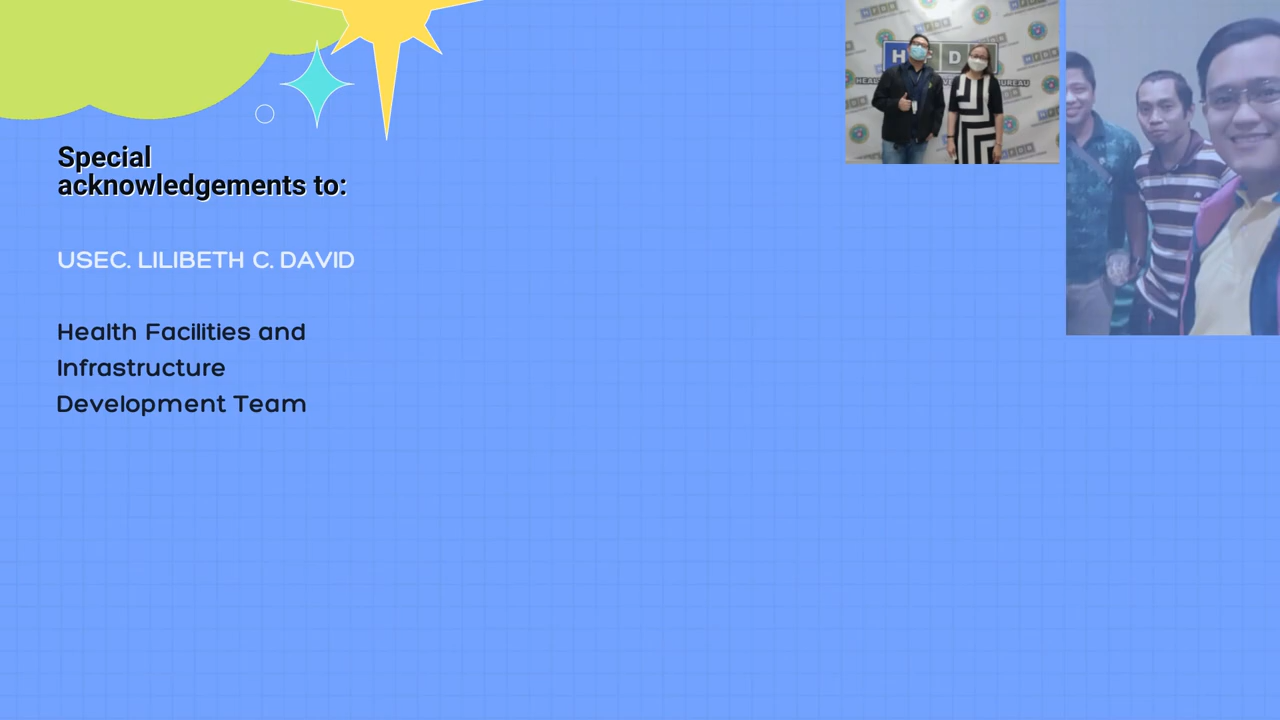 Special
acknowledgements to:
USEC. LILIBETH C. DAVID
Health Facilities and
Infrastructure
Development Team
H F D B